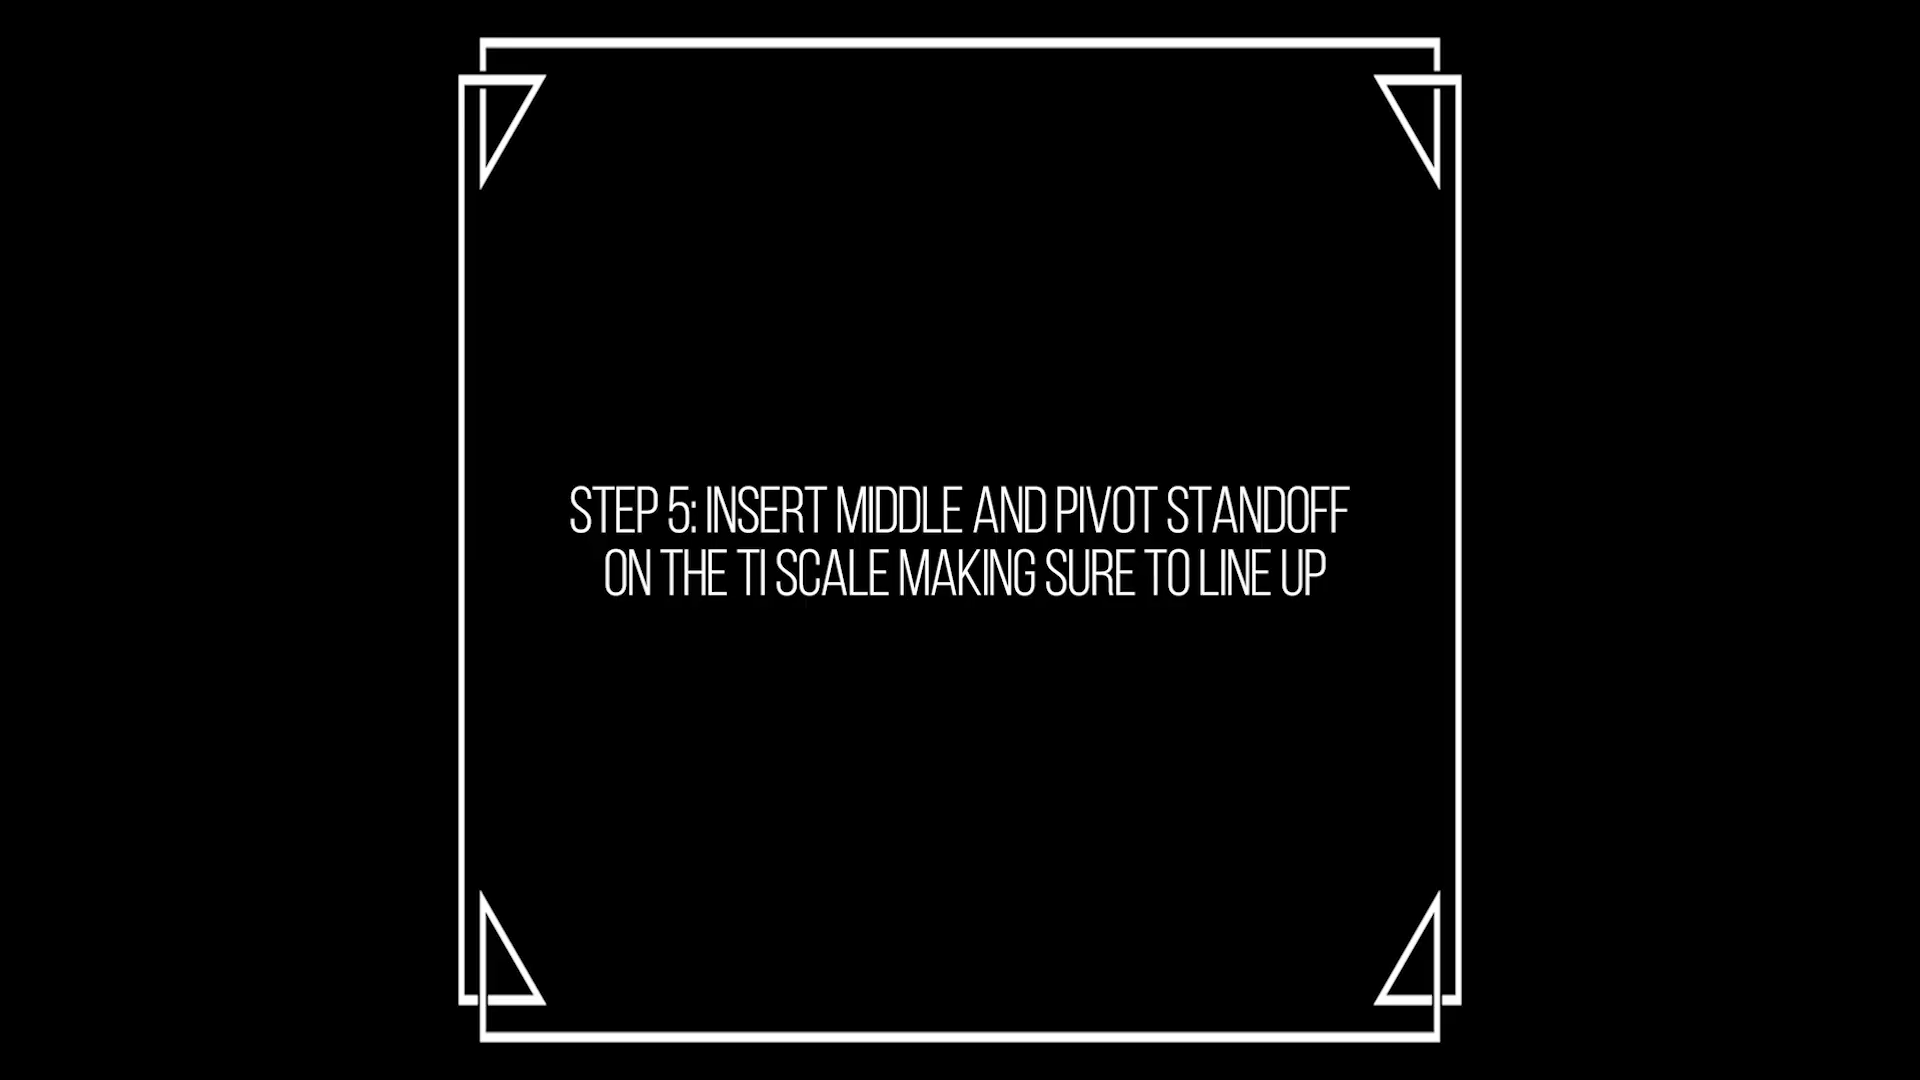 STEP 5: INSERT MIDDLE AND PIVOT STANDOFF
ON THE TI SCALE MAKING SURE TO LINE UP